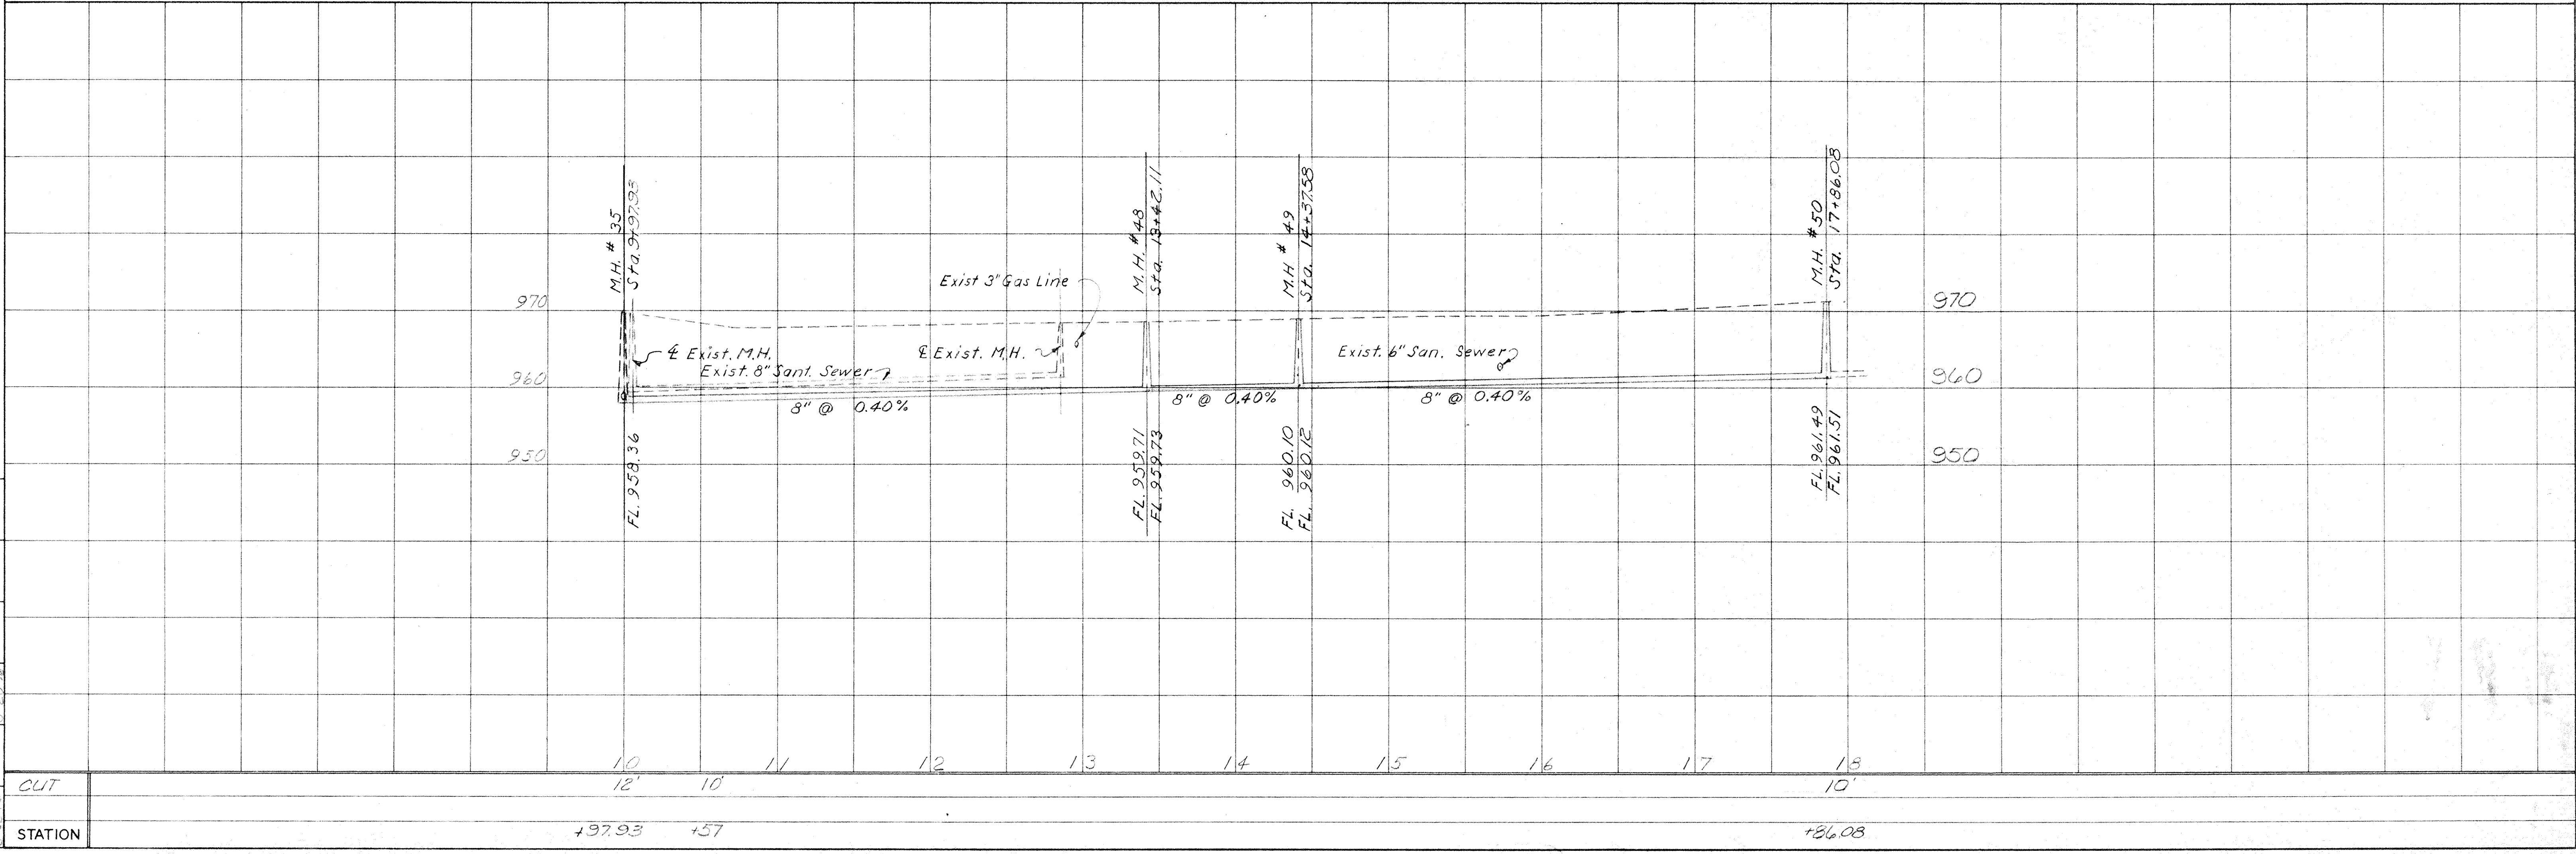 M.H. # 35
Sta. 9+97.93
M.H. #48
Sta. 13+42.11
M.H # 49
Sta. 14+37.58
M.H. #50
Sta. 17+86.08
Exist 3" Gas Line
970
970
℄ Exist. M.H.
℄ Exist. M.H.
Exist. 6" San. Sewer
Exist. 8" Sant. Sewer
960
960
8" @ 0.40%
8" @ 0.40%
8" @ 0.40%
950
950
FL. 958.36
FL. 959.71
FL. 959.73
FL. 960.10
FL. 960.12
FL. 961.49
FL. 961.51
10 11 12 13 14 15 16 17 18
CUT 12' 10' 10'
STATION +97.93 +57 +86.08